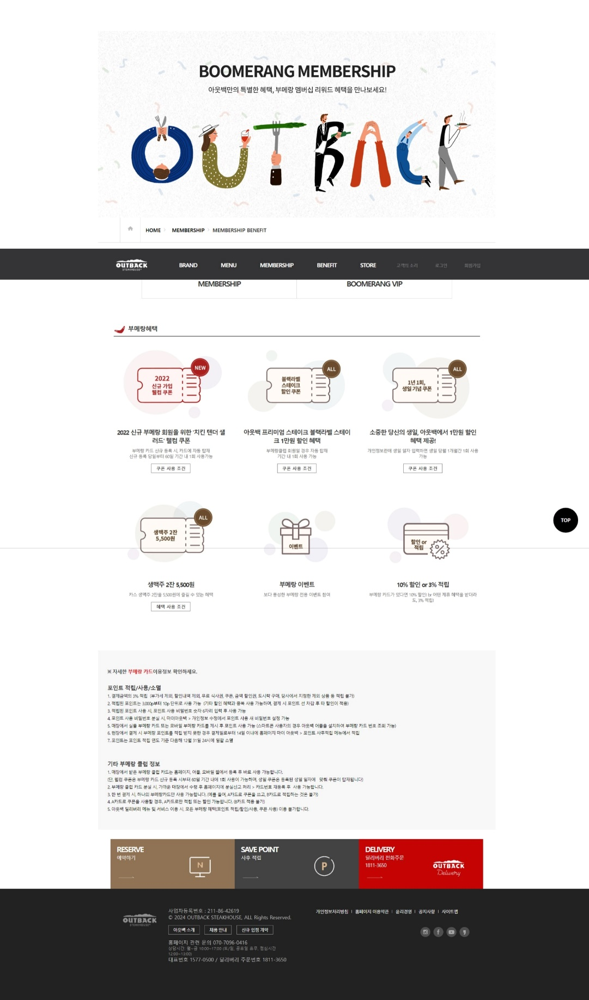 BOOMERANG MEMBERSHIP
아웃백만의 특별한 혜택, 부메랑 멤버십 리워드 혜택을 만나보세요!
OUTBACK
HOME > MEMBERSHIP > MEMBERSHIP BENEFIT
OUTBACK
STEAKHOUSE®
BRAND MENU MEMBERSHIP BENEFIT STORE 고객의 소리 로그인 회원가입
MEMBERSHIP BOOMERANG VIP
부메랑혜택
NEW
2022
신규 가입
웰컴 쿠폰
ALL
블랙라벨
스테이크
할인 쿠폰
ALL
1년 1회,
생일 기념 쿠폰
2022 신규 부메랑 회원을 위한 '치킨 텐더 샐
러드' 웰컴 쿠폰
부메랑 카드 신규 등록 시, 카드에 자동 탑재
신규 등록 당일부터 60일 기간 내 1회 사용가능
쿠폰 사용 조건
아웃백 프리미엄 스테이크 블랙라벨 스테이
크 1만원 할인 혜택
부메랑클럽 회원일 경우 자동 탑재
기간 내 1회 사용 가능
쿠폰 사용 조건
소중한 당신의 생일, 아웃백에서 1만원 할인
혜택 제공!
개인정보란에 생일 일자 입력하면 생일 당월 1개월간 1회 사용
가능
쿠폰 사용 조건
ALL
생맥주 2잔
5,500원
이벤트
할인 or
적립
%
생맥주 2잔 5,500원
카스 생맥주 2잔을 5,500원에 즐길 수 있는 혜택
혜택 사용 조건
부메랑 이벤트
보다 풍성한 부메랑 전용 이벤트 참여
10% 할인 or 3% 적립
부메랑 카드가 있다면 10% 할인! br 어떤 제휴 혜택을 받더라
도, 3% 적립!
TOP
※ 자세한 부메랑 카드이용정보 확인하세요.
포인트 적립/사용/소멸
1. 결제금액의 3% 적립 (부가세 제외, 할인내역 제외, 무료 식사권, 쿠폰, 금액 할인권, 도시락 구매, 당사에서 지정한 제외 상품 등 적립 불가)
2. 적립된 포인트는 3,000p부터 10p 단위로 사용 가능 (기타 할인 혜택과 중복 사용 가능하며, 결제 시 포인트 선 차감 후 타 할인이 적용)
3. 적립된 포인트 사용 시, 포인트 사용 비밀번호 숫자 6자리 입력 후 사용 가능
4. 포인트 사용 비밀번호 분실 시, 마이아웃백 > 개인정보 수정에서 포인트 사용 새 비밀번호 설정 가능
5. 매장에서 실물 부메랑 카드 또는 모바일 부메랑 카드를 제시 후 포인트 사용 가능 (스마트폰 사용자의 경우 아웃백 어플을 설치하여 부메랑 카드 번호 조회 가능)
6. 현장에서 결제 시 부메랑 포인트를 적립 받지 못한 경우 결제일로부터 14일 이내에 홈페이지 마이 아웃백 > 포인트 사후적립 메뉴에서 적립
7. 포인트는 포인트 적립 연도 기준 다음해 12월 31일 24시에 일괄 소멸
기타 부메랑 클럽 정보
1. 매장에서 받은 부메랑 클럽 카드는 홈페이지, 어플, 모바일 웹에서 등록 후 바로 사용 가능합니다.
(단, 웰컴 쿠폰은 부메랑 카드 신규 등록 시부터 60일 기간 내에 1회 사용이 가능하며, 생일 쿠폰은 등록된 생일 일자에 맞춰 쿠폰이 탑재됩니다)
2. 부메랑 클럽 카드 분실 시, 가까운 매장에서 수령 후 홈페이지에 분실신고 처리 > 카드번호 재등록 후 사용 가능합니다.
3. 한 번 결제 시, 하나의 부메랑카드만 사용 가능합니다. (예를 들어, A카드로 쿠폰을 쓰고, B카드로 적립하는 것은 불가)
4. A카드로 쿠폰을 사용할 경우, A카드로만 적립 또는 할인 가능합니다. (B카드 적용 불가)
5. 아웃백 딜리버리 메뉴 및 서비스 이용 시, 모든 부메랑 혜택(포인트 적립/할인/사용, 쿠폰 사용) 이용 불가합니다.
RESERVE
예약하기
N
SAVE POINT
사후 적립
P
DELIVERY
딜리버리 전화주문
1811-3650
OUTBACK
Delivery
OUTBACK
STEAKHOUSE®
사업자등록번호 : 211-86-42619
© 2024 OUTBACK STEAKHOUSE, ALL Rights Reserved.
아웃백 소개 채용 안내 신규 입점 계약
홈페이지 관련 문의 070-7096-0416
상담시간: 월~금 10:00~17:00 (토/일, 공휴일 휴무, 점심시간
12:00~13:00)
대표번호 1577-0500 / 딜리버리 주문번호 1811-3650
개인정보처리방침 | 홈페이지 이용약관 | 윤리경영 | 공지사항 | 사이트맵